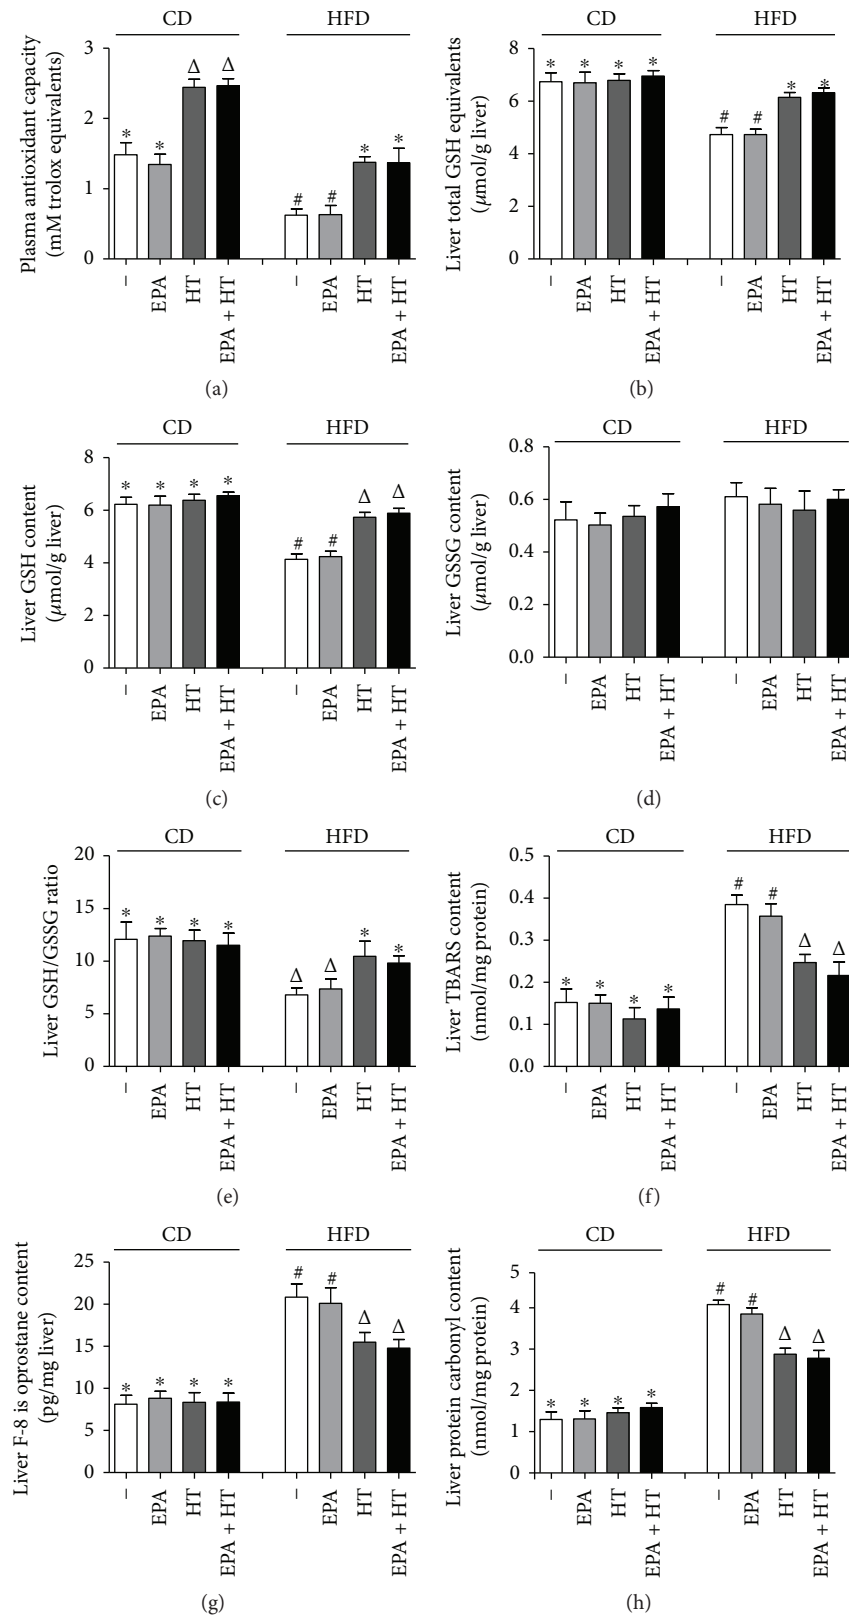 CD HFD
Plasma antioxidant capacity
(mM trolox equivalents)
3
2
1
0
* * Δ Δ # # * *
– EPA HT EPA + HT – EPA HT EPA + HT
(a)
CD HFD
Liver total GSH equivalents
(μmol/g liver)
8
6
4
2
0
* * * * # # * *
– EPA HT EPA + HT – EPA HT EPA + HT
(b)
CD HFD
Liver GSH content
(μmol/g liver)
8
6
4
2
0
* * * * # # Δ Δ
– EPA HT EPA + HT – EPA HT EPA + HT
(c)
CD HFD
Liver GSSG content
(μmol/g liver)
0.8
0.6
0.4
0.2
0.0
– EPA HT EPA + HT – EPA HT EPA + HT
(d)
CD HFD
Liver GSH/GSSG ratio
20
15
10
5
0
* * * * Δ Δ * *
– EPA HT EPA + HT – EPA HT EPA + HT
(e)
CD HFD
Liver TBARS content
(nmol/mg protein)
0.5
0.4
0.3
0.2
0.1
0.0
* * * * # # Δ Δ
– EPA HT EPA + HT – EPA HT EPA + HT
(f)
CD HFD
Liver F-8 is oprostane content
(pg/mg liver)
25
20
15
10
5
0
* * * * # # Δ Δ
– EPA HT EPA + HT – EPA HT EPA + HT
(g)
CD HFD
Liver protein carbonyl content
(nmol/mg protein)
5
4
3
2
1
0
* * * * # # Δ Δ
– EPA HT EPA + HT – EPA HT EPA + HT
(h)